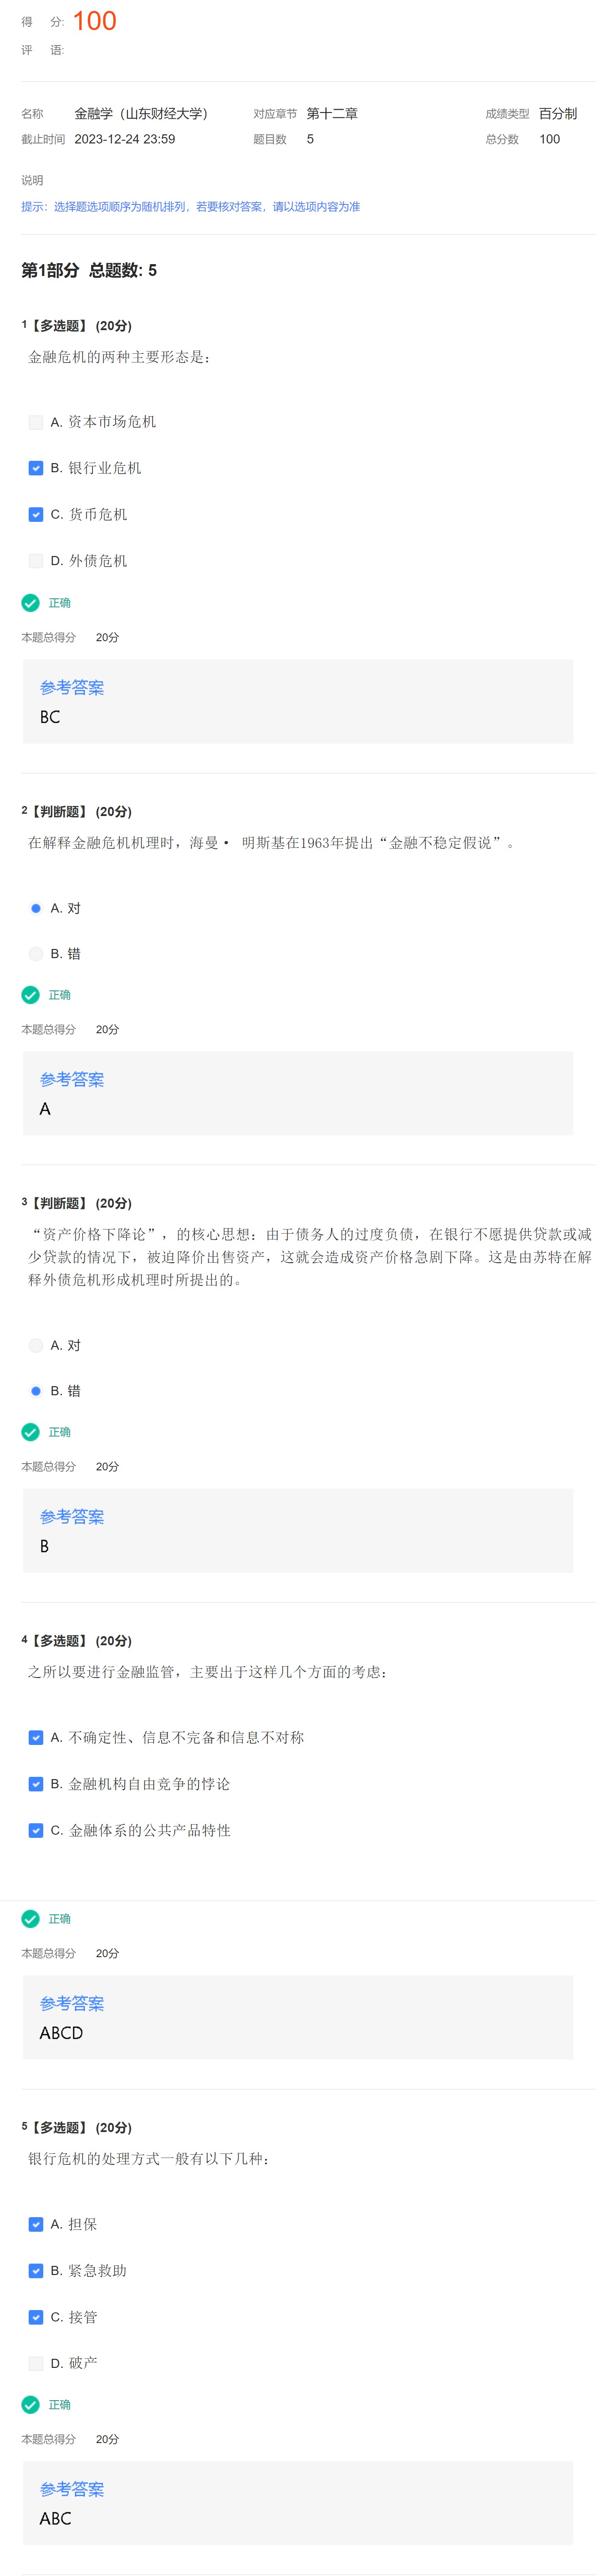 得 分: 100
评 语:
名称 金融学（山东财经大学） 对应章节 第十二章 成绩类型 百分制
截止时间 2023-12-24 23:59 题目数 5 总分数 100
说明
提示：选择题选项顺序为随机排列，若要核对答案，请以选项内容为准
第1部分 总题数: 5
1【多选题】 (20分)
金融危机的两种主要形态是：
A. 资本市场危机
B. 银行业危机
C. 货币危机
D. 外债危机
正确
本题总得分 20分
参考答案
BC
2【判断题】 (20分)
在解释金融危机机理时，海曼• 明斯基在1963年提出“金融不稳定假说”。
A. 对
B. 错
正确
本题总得分 20分
参考答案
A
3【判断题】 (20分)
“资产价格下降论”，的核心思想：由于债务人的过度负债，在银行不愿提供贷款或减
少贷款的情况下，被迫降价出售资产，这就会造成资产价格急剧下降。这是由苏特在解
释外债危机形成机理时所提出的。
A. 对
B. 错
正确
本题总得分 20分
参考答案
B
4【多选题】 (20分)
之所以要进行金融监管，主要出于这样几个方面的考虑：
A. 不确定性、信息不完备和信息不对称
B. 金融机构自由竞争的悖论
C. 金融体系的公共产品特性
正确
本题总得分 20分
参考答案
ABCD
5【多选题】 (20分)
银行危机的处理方式一般有以下几种：
A. 担保
B. 紧急救助
C. 接管
D. 破产
正确
本题总得分 20分
参考答案
ABC